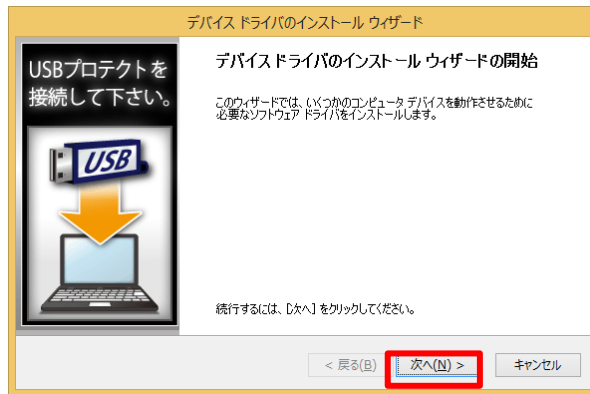 デバイス ドライバのインストール ウィザード
USBプロテクトを
接続して下さい。
USB
デバイス ドライバのインストール ウィザードの開始
このウィザードでは、いくつかのコンピュータ デバイスを動作させるために
必要なソフトウェア ドライバをインストールします。
続行するには、[次へ] をクリックしてください。
< 戻る(B)
次へ(N) >
キャンセル